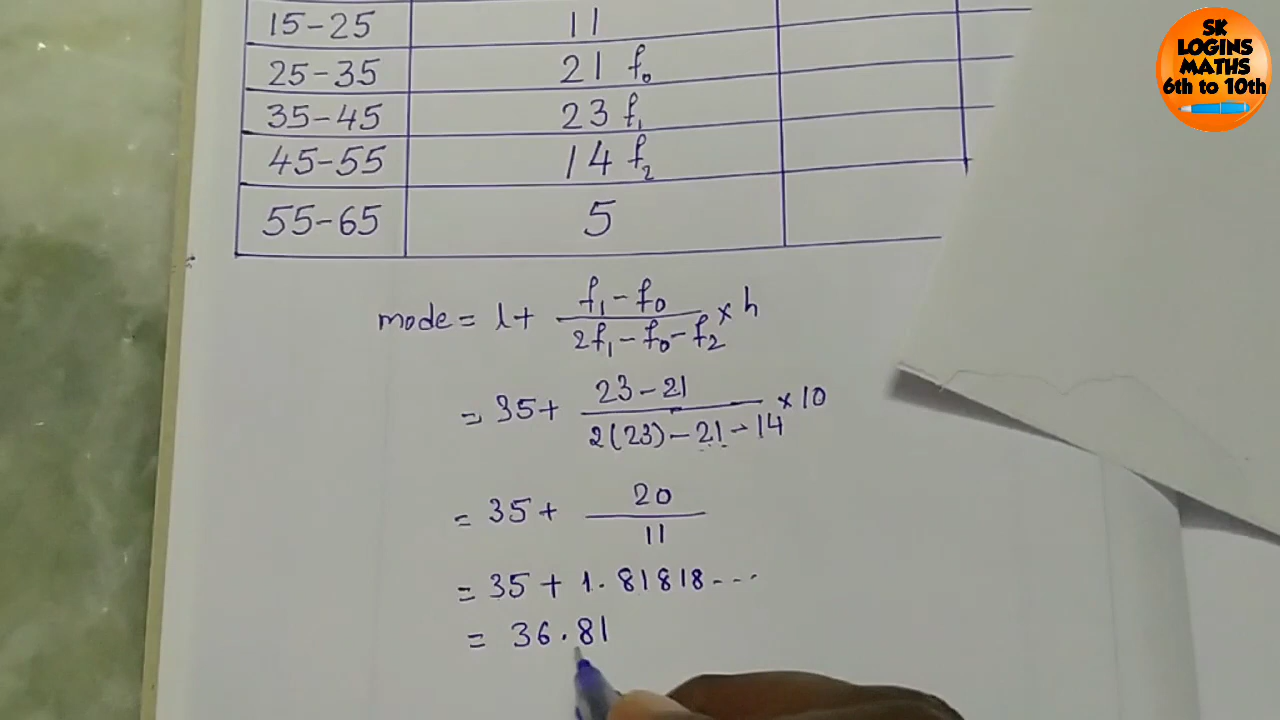 15-25 11
25-35 21 f₀
35-45 23 f₁
45-55 14 f₂
55-65 5
mode = l + (f₁ - f₀)/(2f₁ - f₀ - f₂) × h
= 35 + (23 - 21)/(2(23) - 21 - 14) × 10
= 35 + 20/11
= 35 + 1.81818---
= 36.81
SK
LOGINS
MATHS
6th to 10th